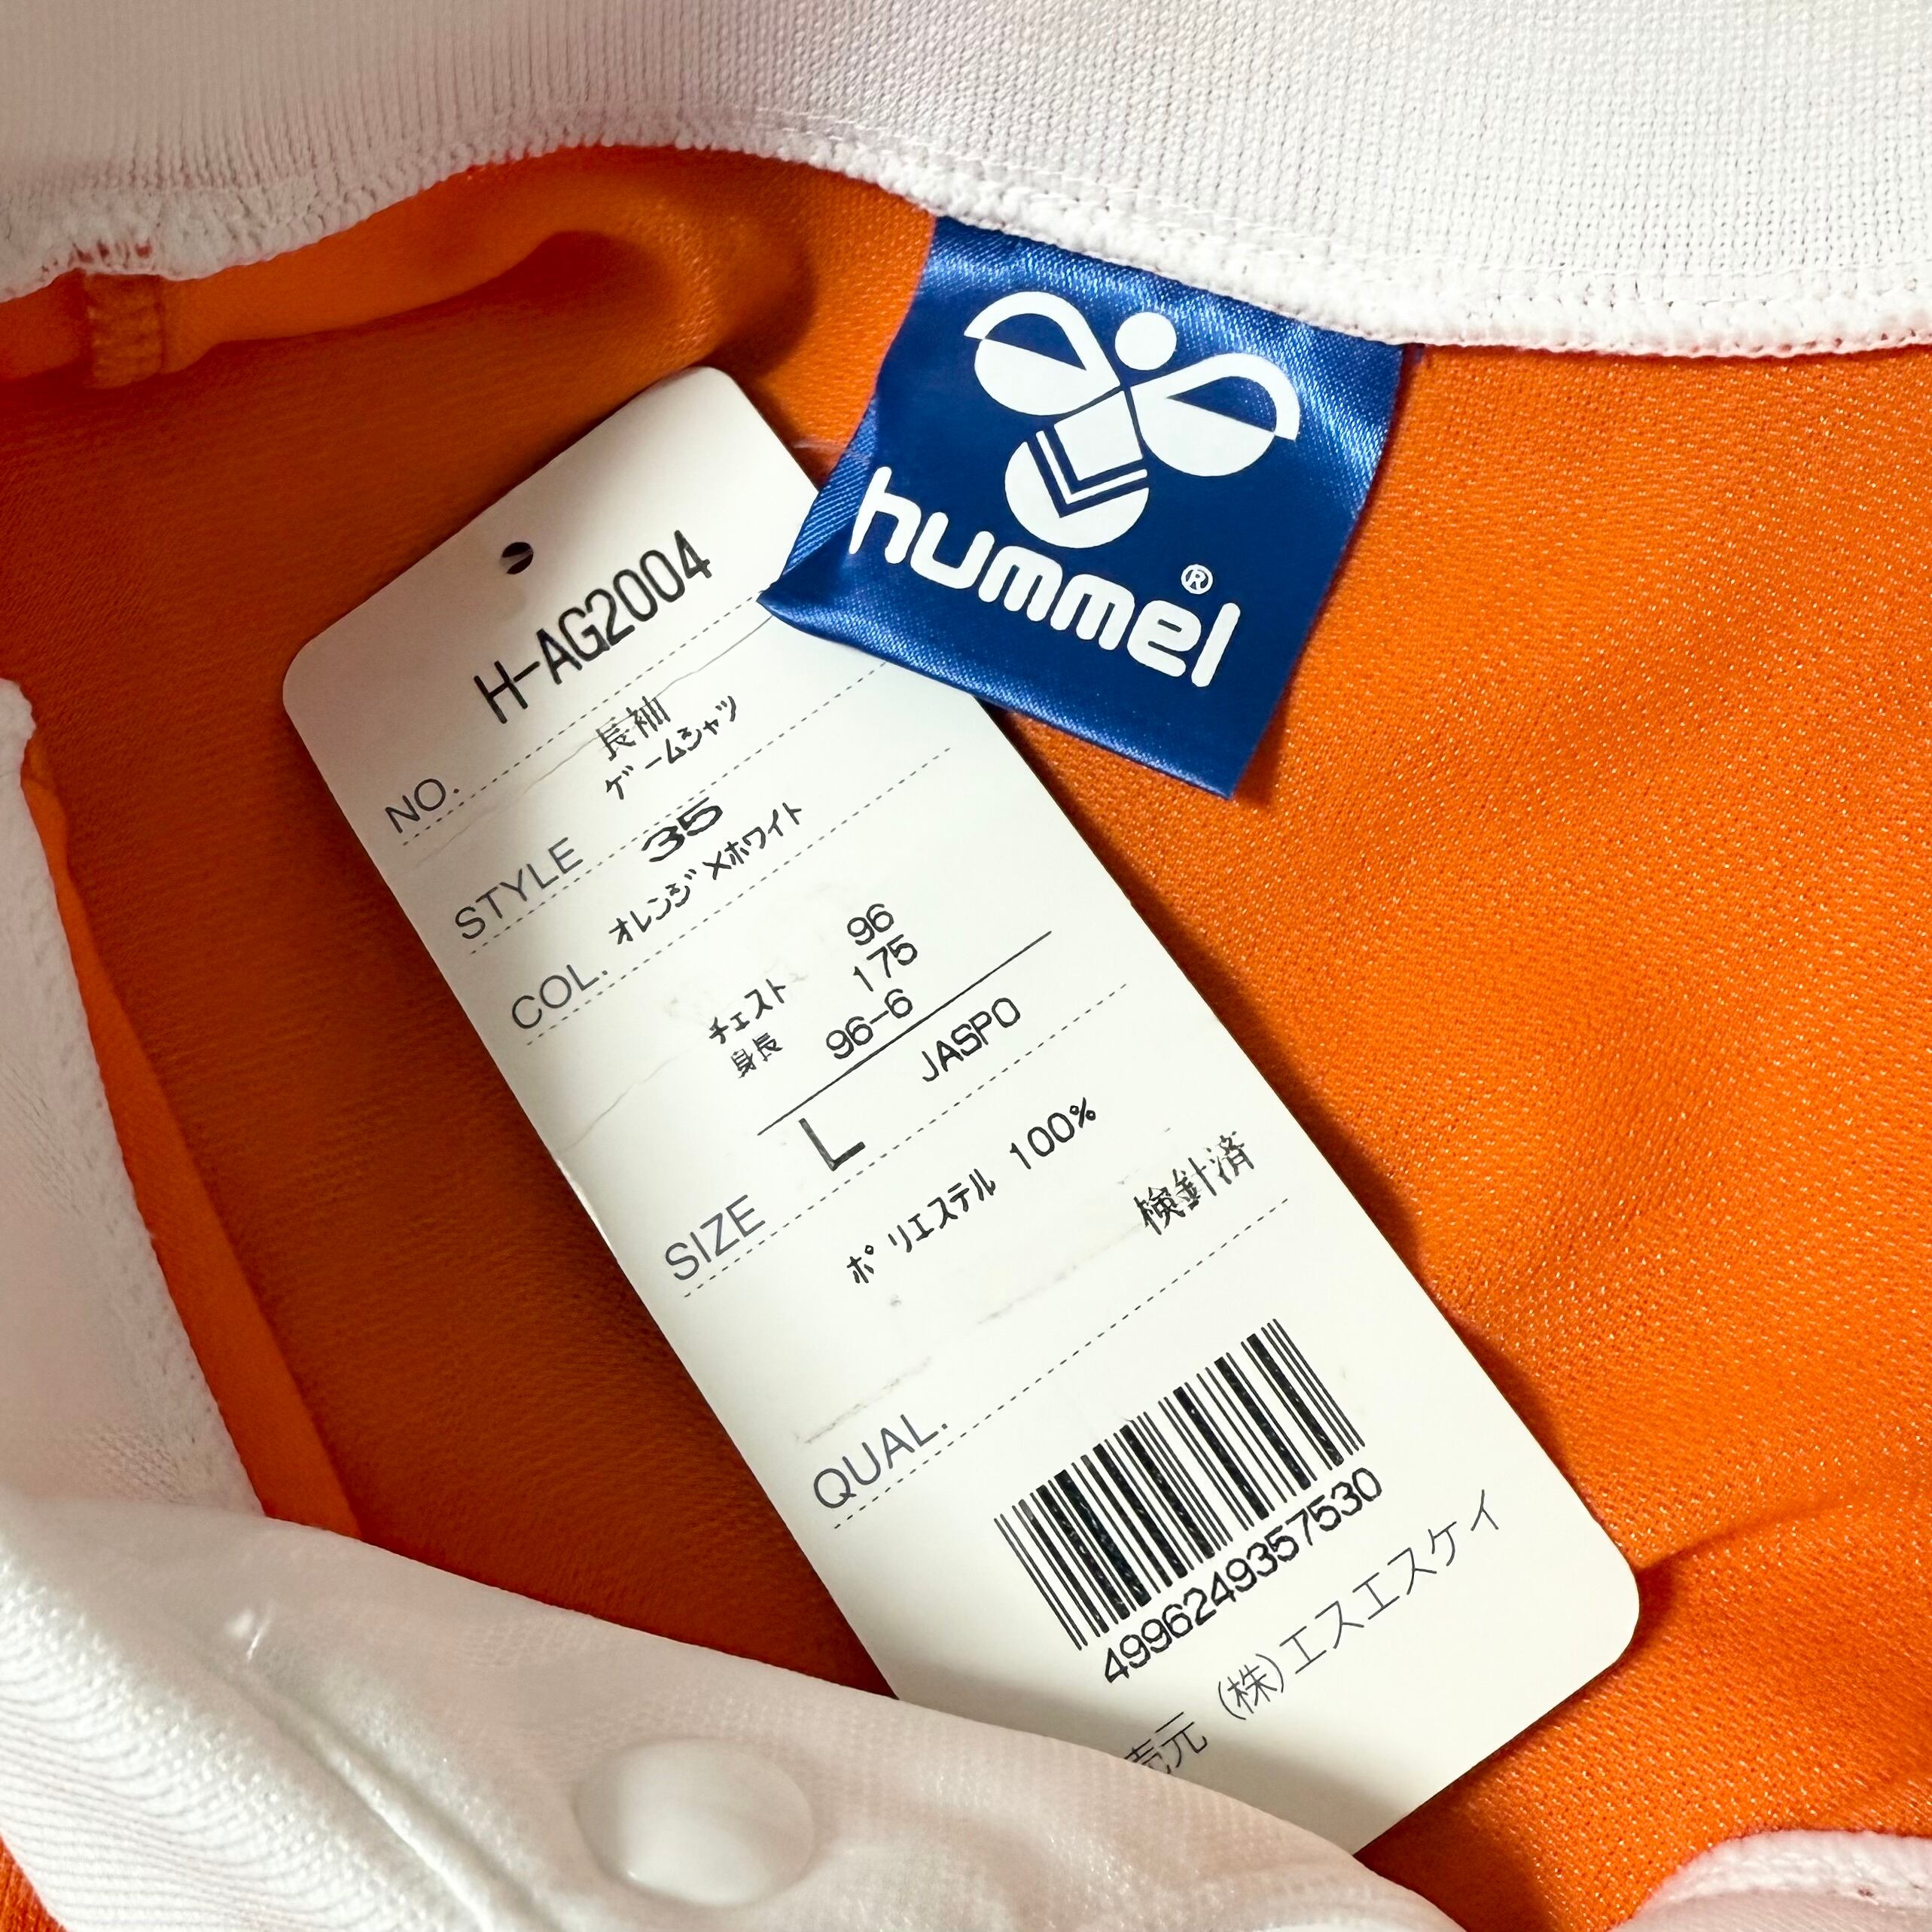 hummel®
H-AG2004
NO.
長袖
ゲームシャツ
STYLE
35
オレンジ×ホワイト
COL.
チェスト 96
身長 175
96-6
L JASPO
SIZE
ポリエステル 100%
検針済
QUAL.
4996249357530
売元 (株)エスエスケイ